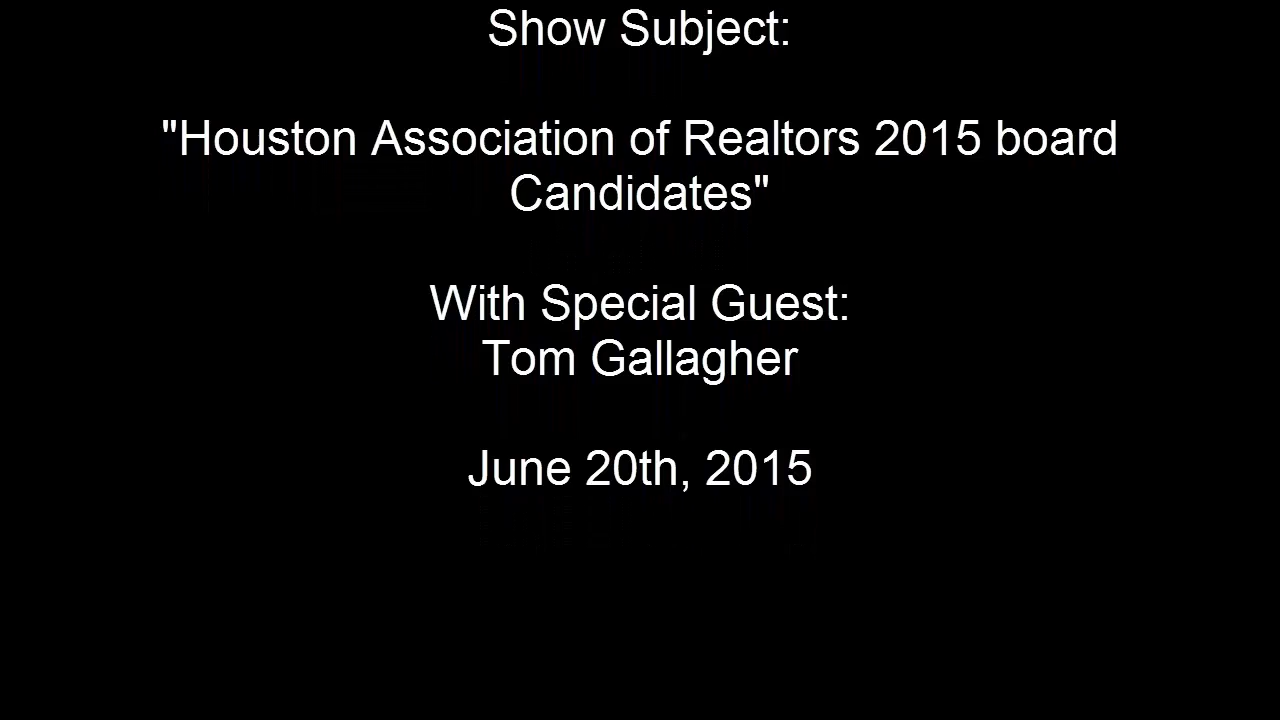 Show Subject:
"Houston Association of Realtors 2015 board
Candidates"
With Special Guest:
Tom Gallagher
June 20th, 2015